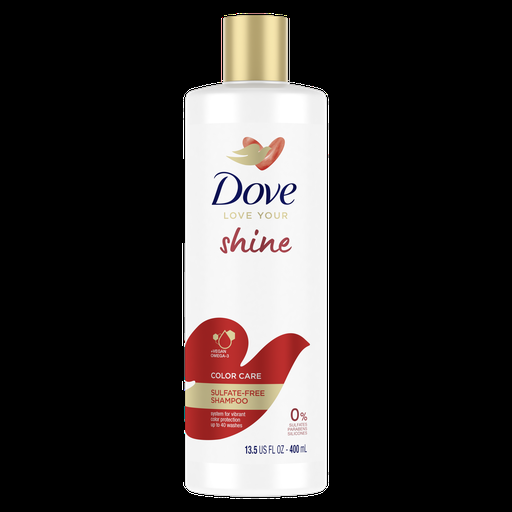 Dove
LOVE YOUR
shine
+VEGAN
OMEGA-3
COLOR CARE
SULFATE-FREE
SHAMPOO
system for vibrant
color protection
up to 40 washes
0%
SULFATES
PARABENS
SILICONES
13.5 US FL OZ - 400 mL